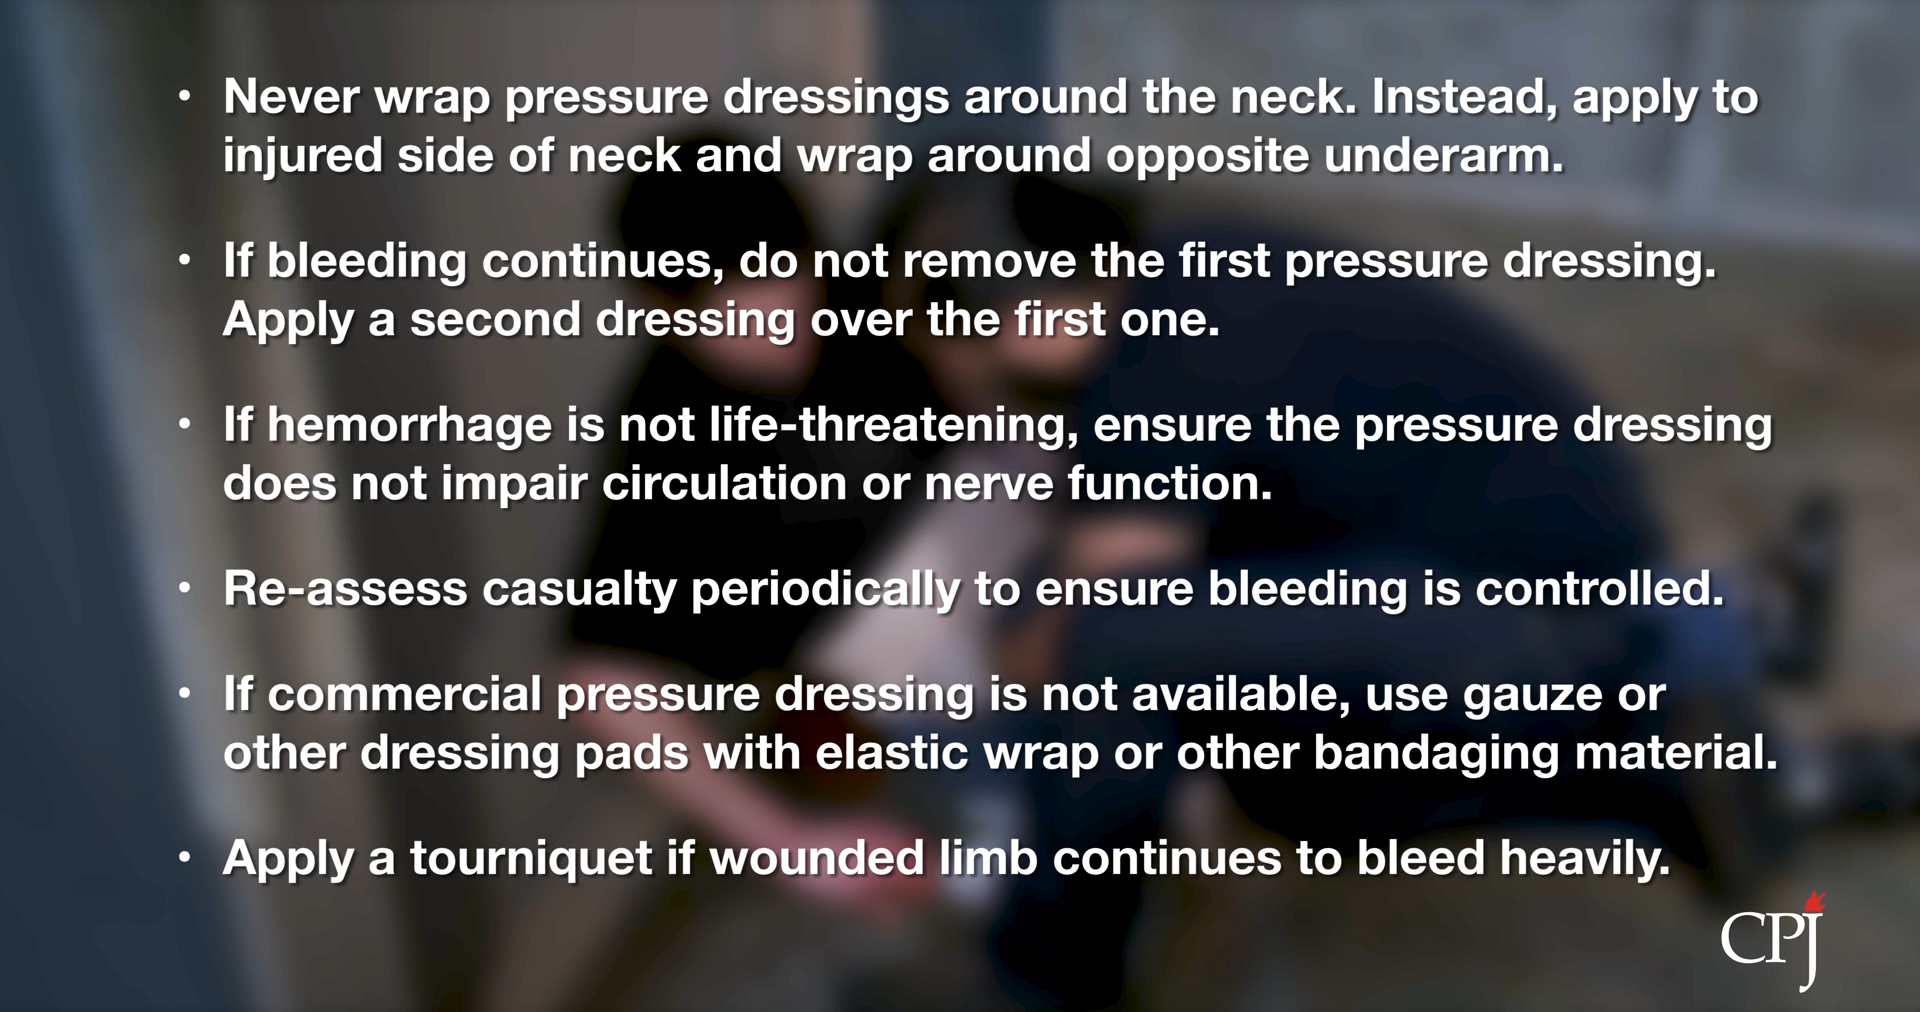 • Never wrap pressure dressings around the neck. Instead, apply to
injured side of neck and wrap around opposite underarm.
• If bleeding continues, do not remove the first pressure dressing.
Apply a second dressing over the first one.
• If hemorrhage is not life-threatening, ensure the pressure dressing
does not impair circulation or nerve function.
• Re-assess casualty periodically to ensure bleeding is controlled.
• If commercial pressure dressing is not available, use gauze or
other dressing pads with elastic wrap or other bandaging material.
• Apply a tourniquet if wounded limb continues to bleed heavily.
CPJ